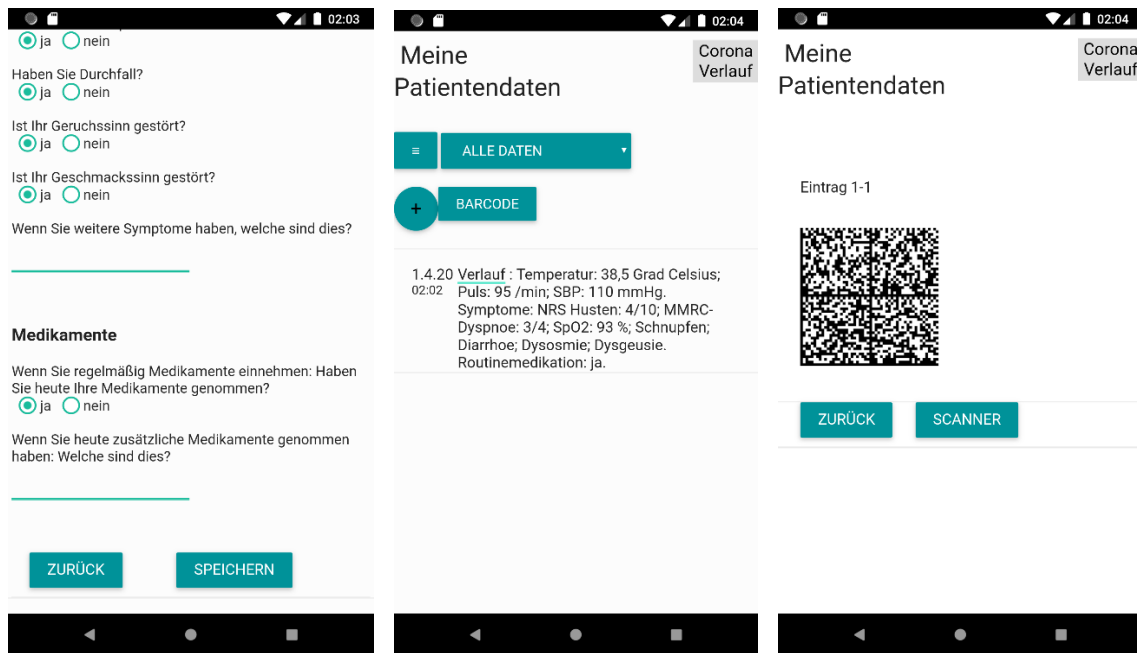 02:03
ja nein
Haben Sie Durchfall?
ja nein
Ist Ihr Geruchssinn gestört?
ja nein
Ist Ihr Geschmackssinn gestört?
ja nein
Wenn Sie weitere Symptome haben, welche sind dies?
Medikamente
Wenn Sie regelmäßig Medikamente einnehmen: Haben
Sie heute Ihre Medikamente genommen?
ja nein
Wenn Sie heute zusätzliche Medikamente genommen
haben: Welche sind dies?
ZURÜCK SPEICHERN
02:04
Meine
Patientendaten
Corona
Verlauf
≡ ALLE DATEN
+ BARCODE
1.4.20 Verlauf : Temperatur: 38,5 Grad Celsius;
02:02 Puls: 95 /min; SBP: 110 mmHg.
Symptome: NRS Husten: 4/10; MMRC-
Dyspnoe: 3/4; SpO2: 93 %; Schnupfen;
Diarrhoe; Dysosmie; Dysgeusie.
Routinemedikation: ja.
02:04
Meine
Patientendaten
Corona
Verlauf
Eintrag 1-1
ZURÜCK SCANNER